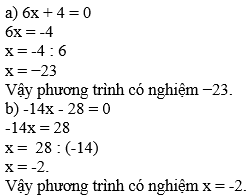 a) 6x + 4 = 0
6x = -4
x = -4 : 6
x = −23
Vậy phương trình có nghiệm −23.
b) -14x - 28 = 0
-14x = 28
x =  28 : (-14)
x = -2.
Vậy phương trình có nghiệm x = -2.